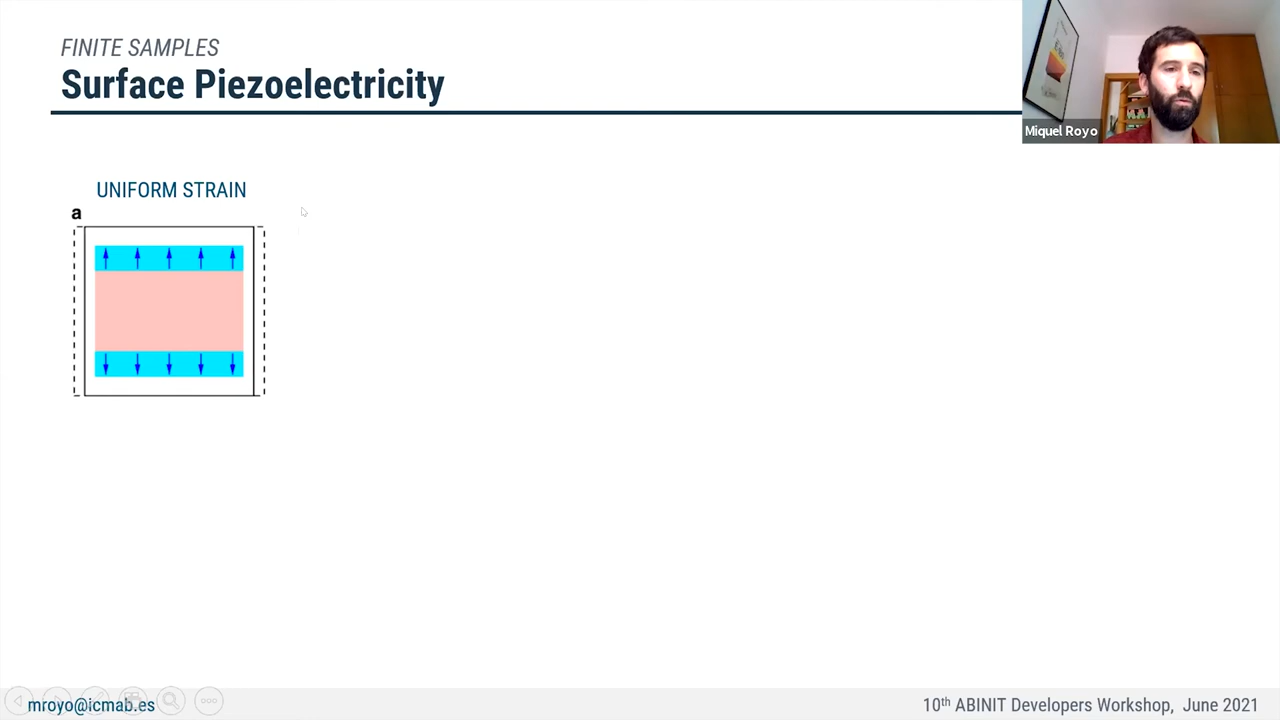 FINITE SAMPLES
Surface Piezoelectricity
Miquel Royo
UNIFORM STRAIN
a
mroyo@icmab.es
10th ABINIT Developers Workshop, June 2021